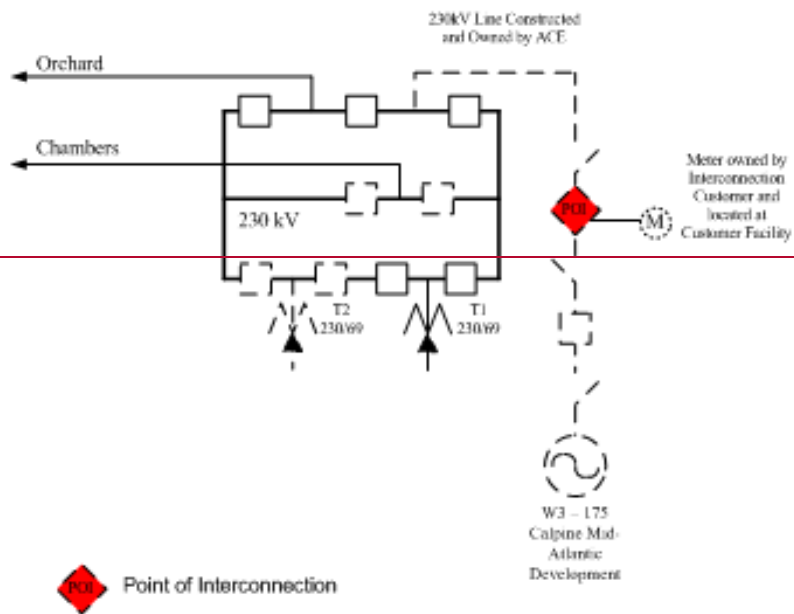 230kV Line Constructed
and Owned by ACE
Orchard
Chambers
Meter owned by
Interconnection
Customer and
located at
Customer Facility
POI
M
230 kV
T2
230/69
T1
230/69
W3 – 175
Calpine Mid-
Atlantic
Development
POI
Point of Interconnection